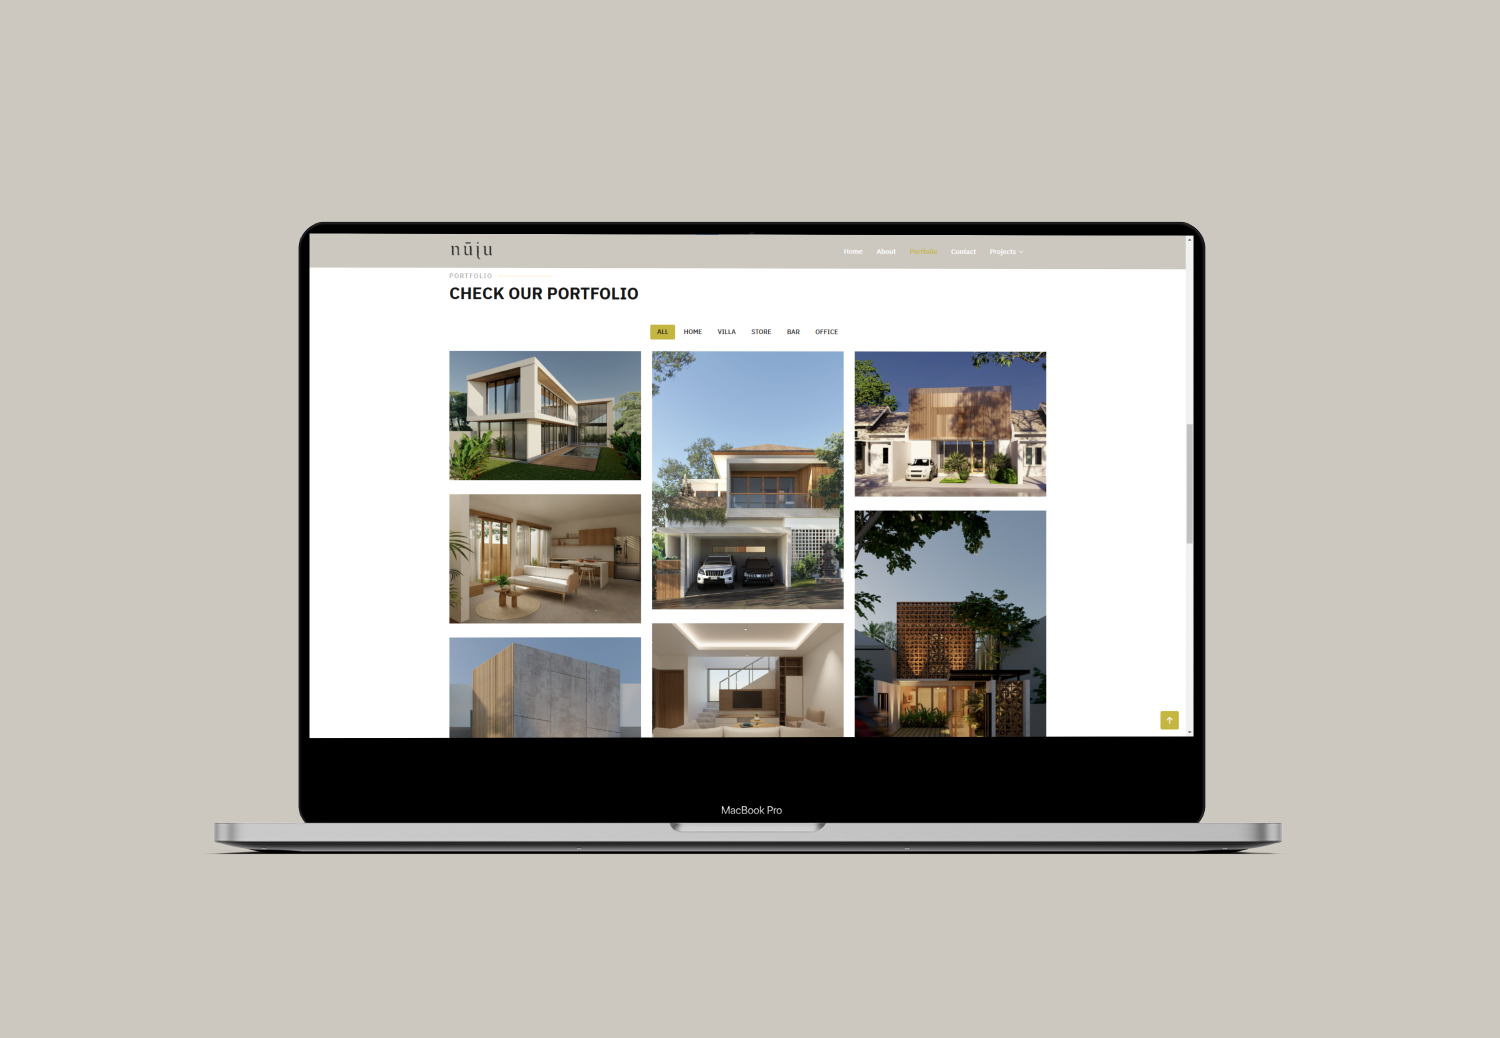 nūju
Home About Portfolio Contact Projects
PORTFOLIO
CHECK OUR PORTFOLIO
ALL HOME VILLA STORE BAR OFFICE
MacBook Pro